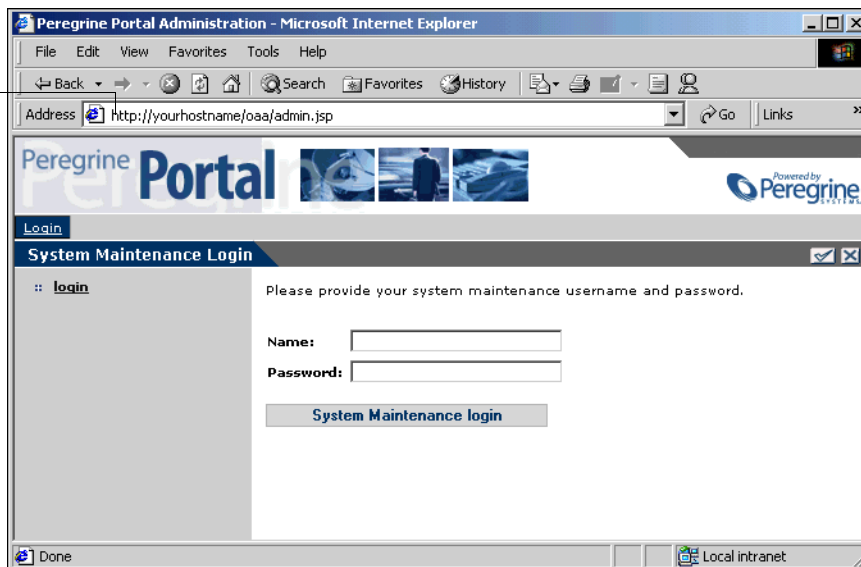 Peregrine Portal Administration - Microsoft Internet Explorer
File Edit View Favorites Tools Help
Back Search Favorites History
Address http://yourhostname/oaa/admin.jsp Go Links »
Peregrine Portal
Powered by
Peregrine
SYSTEMS
Login
System Maintenance Login
:: login
Please provide your system maintenance username and password.
Name:
Password:
System Maintenance login
Done Local intranet